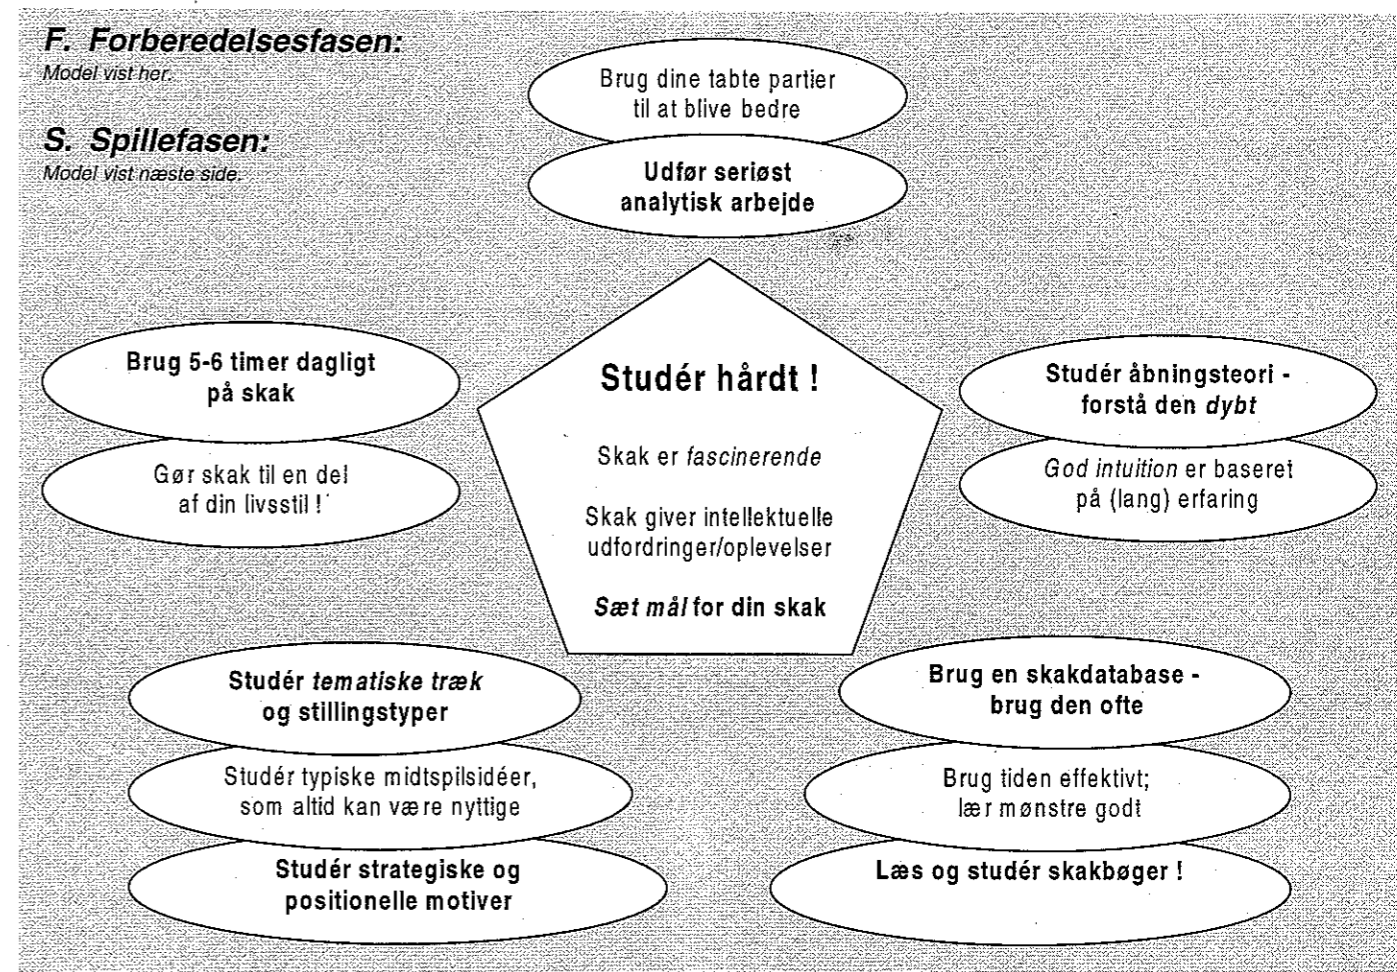 F. Forberedelsesfasen:
Model vist her.
S. Spillefasen:
Model vist næste side.
Brug dine tabte partier
til at blive bedre
Udfør seriøst
analytisk arbejde
Brug 5-6 timer dagligt
på skak
Gør skak til en del
af din livsstil !
Studér hårdt !
Skak er fascinerende
Skak giver intellektuelle
udfordringer/oplevelser
Sæt mål for din skak
Studér åbningsteori -
forstå den dybt
God intuition er baseret
på (lang) erfaring
Studér tematiske træk
og stillingstyper
Studér typiske midtspilsidéer,
som altid kan være nyttige
Studér strategiske og
positionelle motiver
Brug en skakdatabase -
brug den ofte
Brug tiden effektivt;
lær mønstre godt
Læs og studér skakbøger !